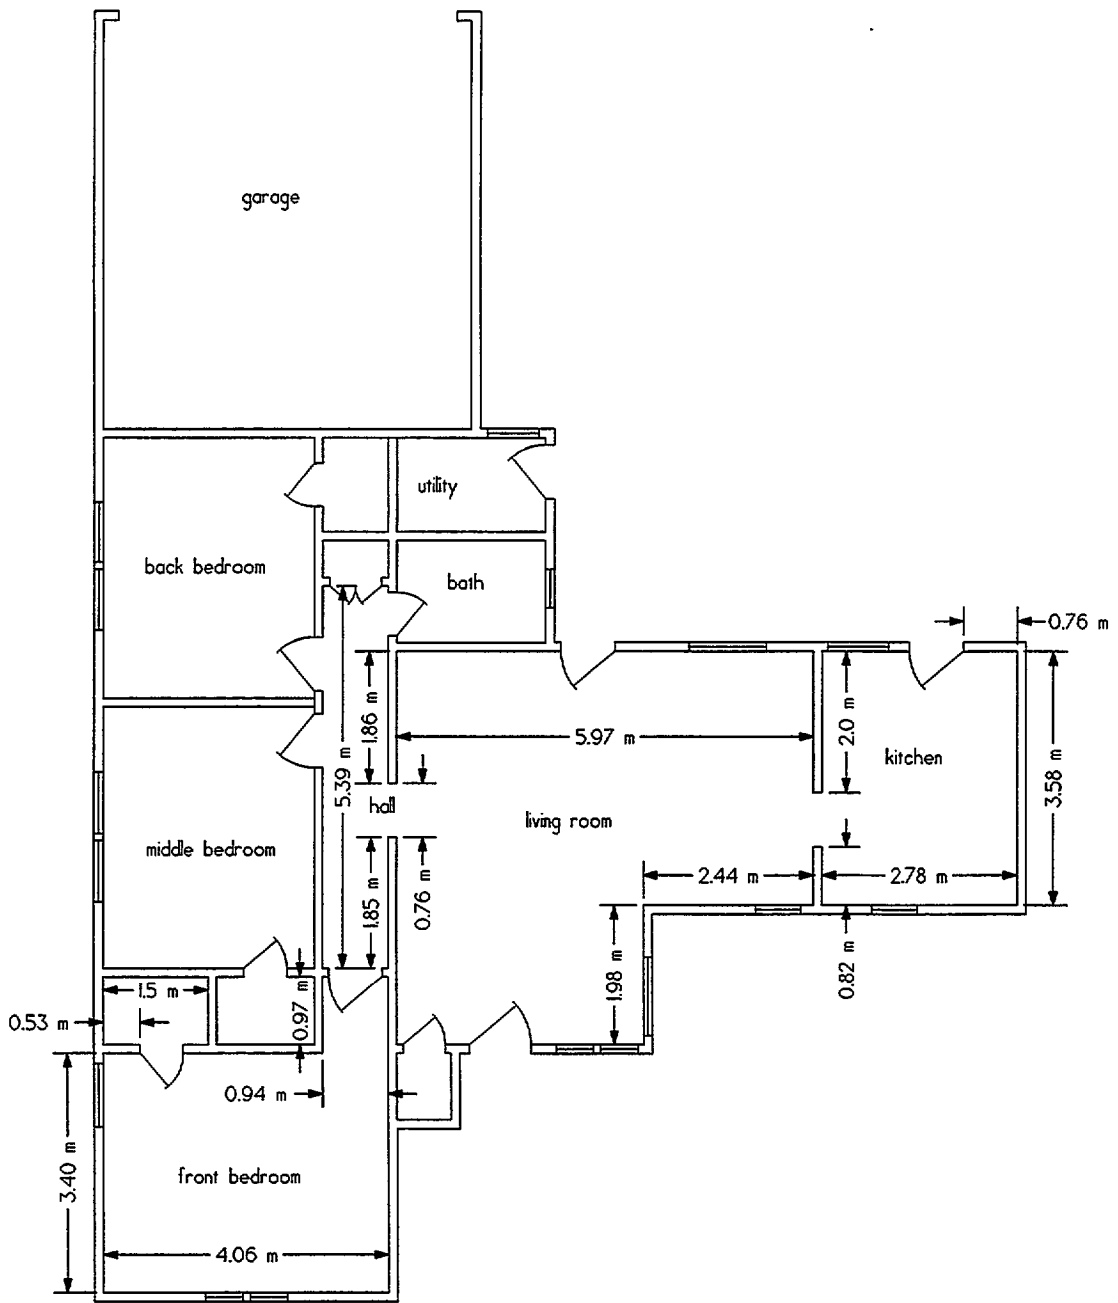 garage
utility
back bedroom
bath
0.76 m
1.86 m
5.97 m
2.0 m
kitchen
3.58 m
5.39 m
hall
living room
middle bedroom
2.44 m
2.78 m
1.85 m
0.76 m
0.82 m
1.98 m
1.5 m
0.97 m
0.53 m
0.94 m
3.40 m
front bedroom
4.06 m